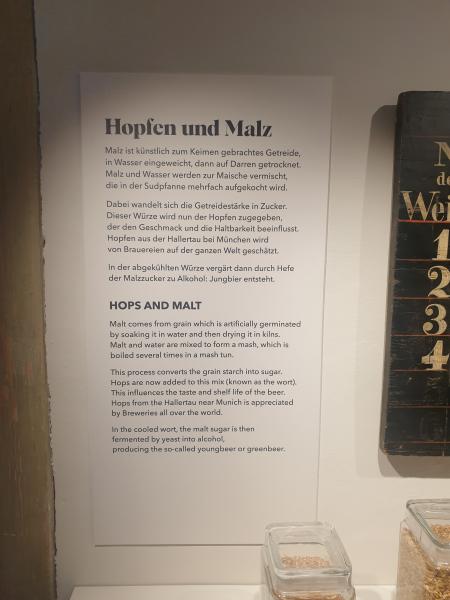 Hopfen und Malz
Malz ist künstlich zum Keimen gebrachtes Getreide,
in Wasser eingeweicht, dann auf Darren getrocknet.
Malz und Wasser werden zur Maische vermischt,
die in der Sudpfanne mehrfach aufgekocht wird.
Dabei wandelt sich die Getreidestärke in Zucker.
Dieser Würze wird nun der Hopfen zugegeben,
der den Geschmack und die Haltbarkeit beeinflusst.
Hopfen aus der Hallertau bei München wird
von Brauereien auf der ganzen Welt geschätzt.
In der abgekühlten Würze vergärt dann durch Hefe
der Malzzucker zu Alkohol: Jungbier entsteht.
HOPS AND MALT
Malt comes from grain which is artificially germinated
by soaking it in water and then drying it in kilns.
Malt and water are mixed to form a mash, which is
boiled several times in a mash tun.
This process converts the grain starch into sugar.
Hops are now added to this mix (known as the wort).
This influences the taste and shelf life of the beer.
Hops from the Hallertau near Munich is appreciated
by Breweries all over the world.
In the cooled wort, the malt sugar is then
fermented by yeast into alcohol,
producing the so-called youngbeer or greenbeer.
N
de
Wei
1
2
3
4